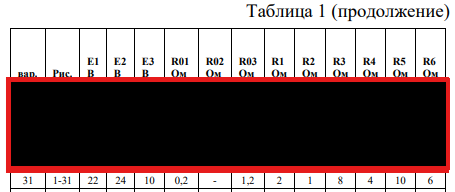 Таблица 1 (продолжение)
вар. Рис. E1 В E2 В E3 В R01 Ом R02 Ом R03 Ом R1 Ом R2 Ом R3 Ом R4 Ом R5 Ом R6 Ом
31 1-31 22 24 10 0,2 - 1,2 2 1 8 4 10 6